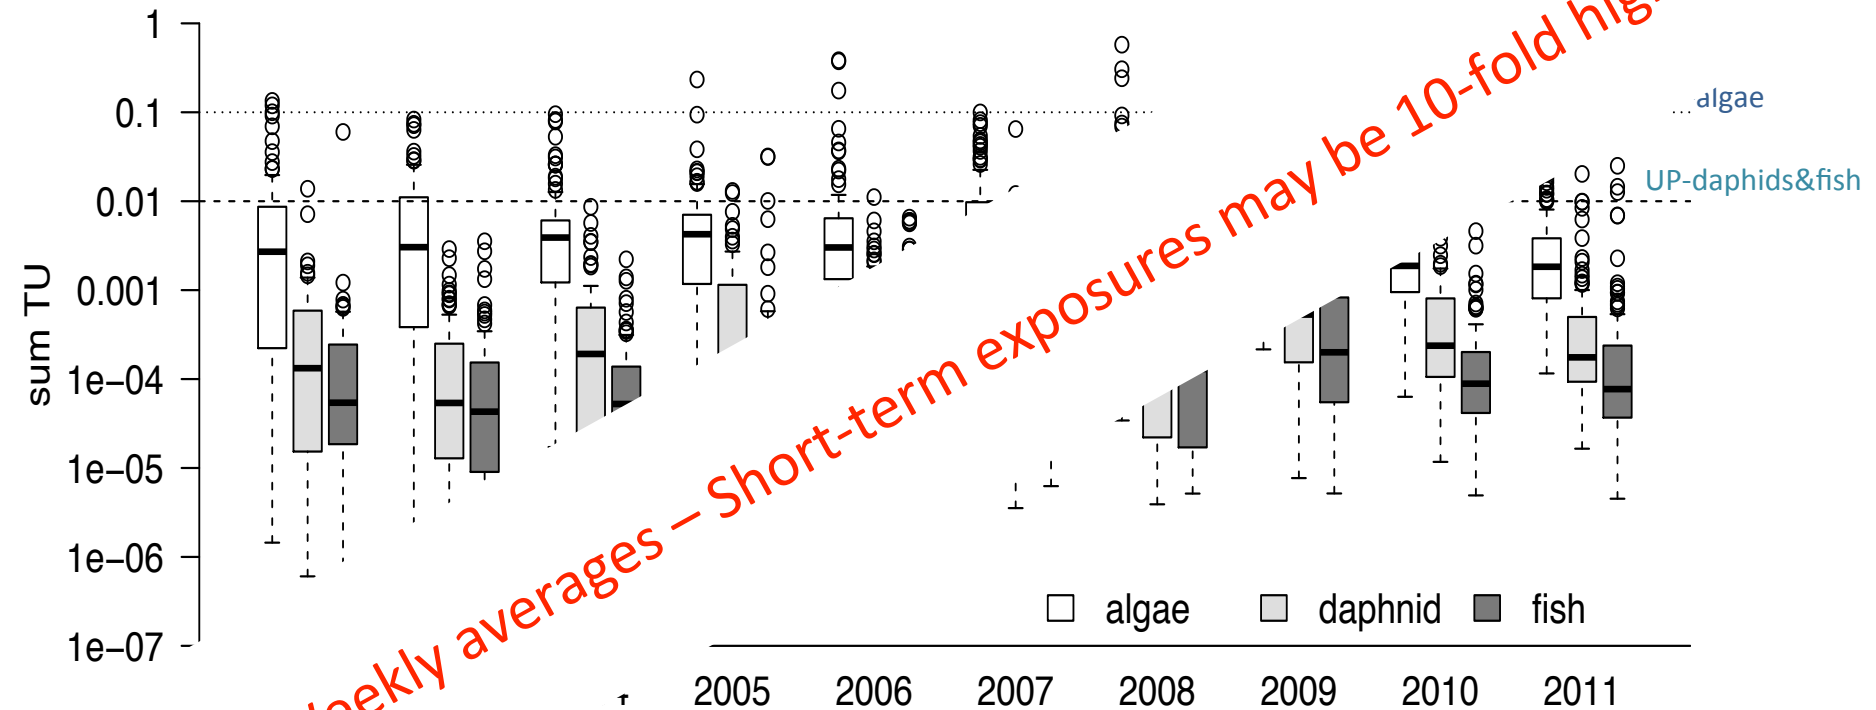 1
0.1
0.01
0.001
1e−04
1e−05
1e−06
1e−07
sum TU
algae
UP-daphids&fish
averages – Short-term exposures may be 10-fold
algae daphnid fish
2005 2006 2007 2008 2009 2010 2011